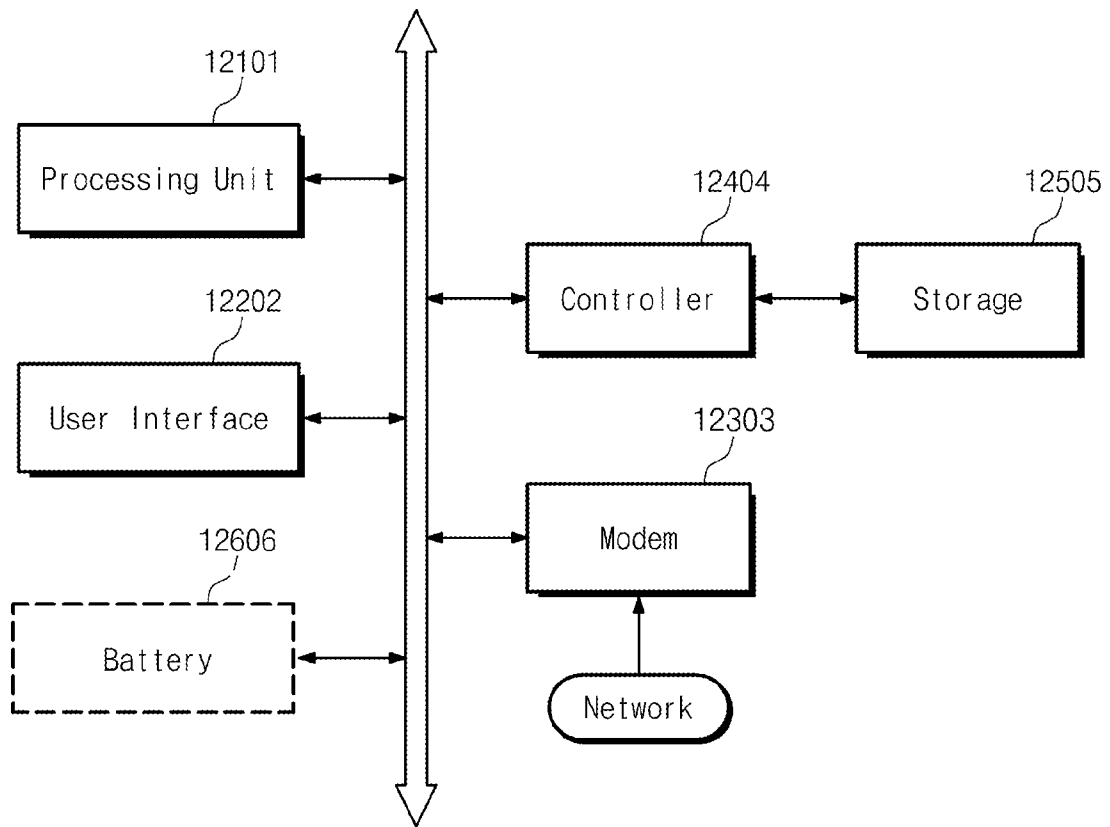 12101
Processing Unit
12404
12505
Controller
Storage
12202
User Interface
12303
Modem
12606
Battery
Network